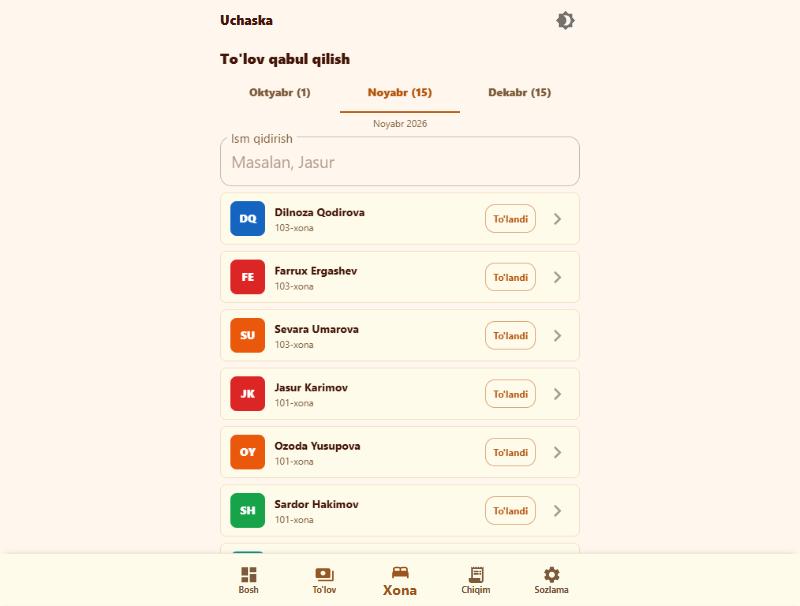 Uchaska
To'lov qabul qilish
Oktyabr (1) Noyabr (15) Dekabr (15)
Noyabr 2026
Ism qidirish
Masalan, Jasur
DQ Dilnoza Qodirova To'landi
103-xona
FE Farrux Ergashev To'landi
103-xona
SU Sevara Umarova To'landi
103-xona
JK Jasur Karimov To'landi
101-xona
OY Ozoda Yusupova To'landi
101-xona
SH Sardor Hakimov To'landi
101-xona
Bosh To'lov Xona Chiqim Sozlama